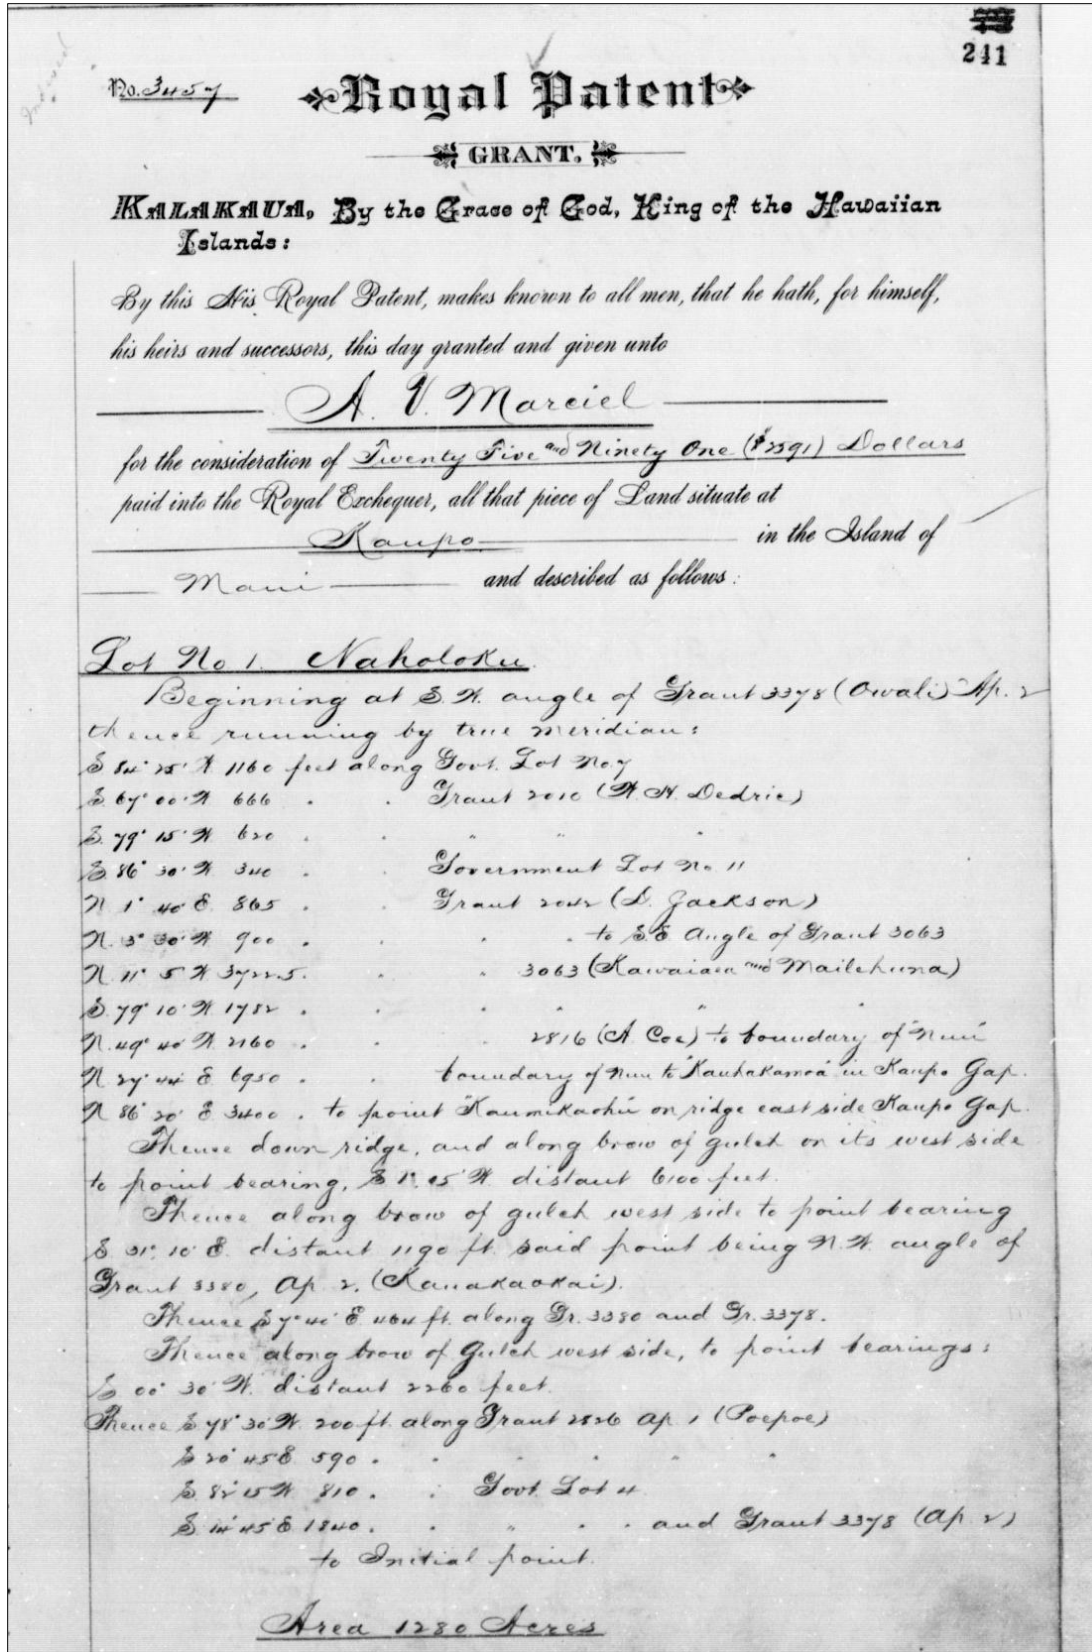 241
No. 3457
Royal Patent
GRANT.
KALAKAUA, By the Grace of God, King of the Hawaiian
Islands:
By this His Royal Patent, makes known to all men, that he hath, for himself,
his heirs and successors, this day granted and given unto
A. V. Marciel
for the consideration of Twenty Five and Ninety One ($2591) Dollars
paid into the Royal Exchequer, all that piece of Land situate at
Kaupo in the Island of
Maui and described as follows:
Lot No 1. Naholoku.
Beginning at S. W. angle of Grant 3378 (Owali) Ap. 2
thence running by true meridian:
S 84° 25' W 1160 feet along Govt. Lot No. 7
S. 67° 00' W 666 . . Grant 2010 (W. H. Dedric)
S. 79° 15' W 620 . . " " "
S. 86° 30' W 340 . . Government Lot No. 11
N 1° 40' E. 865 . . Grant 2042 (D. Jackson)
N. 3° 30' W 900 . . . . to S.E. Angle of Grant 3063
N. 11° 5' W 3722.5. . . 3063 (Kawaiaea and Mailehuna)
S. 79° 10' W 1782 . . . . " "
N. 49° 40' W 2160 . . . 2816 (A. Coe) to boundary of "Nuu"
N 27° 44' E. 6950 . . boundary of Nuu to "Kauhakamoa" in Kaupo Gap.
N 86° 20' E 3400 . to point "Kaumikaohu" on ridge east side Kaupo Gap.
Thence down ridge, and along brow of gulch on its west side
to point bearing, S 1°. 15' W. distant 6100 feet.
Thence along brow of gulch west side to point bearing
S 31°. 10' E. distant 1190 ft. said point being N. W. angle of
Grant 3380, Ap. 2. (Kanakaokai).
Thence S 7° 40' E 464 ft. along Gr. 3380 and Gr. 3378.
Thence along brow of Gulch west side, to point bearings:
S 00° 30' W. distant 2260 feet.
Thence S. 78° 30' W. 200 ft. along Grant 2826 Ap. 1 (Poepoe)
S 20° 45' E 590 . . " . " "
S. 82° 15' W 810 . . Govt. Lot 4
S 14° 45' E 1840. . " . . and Grant 3378 (Ap. 2)
to Initial point.
Area 1280 Acres